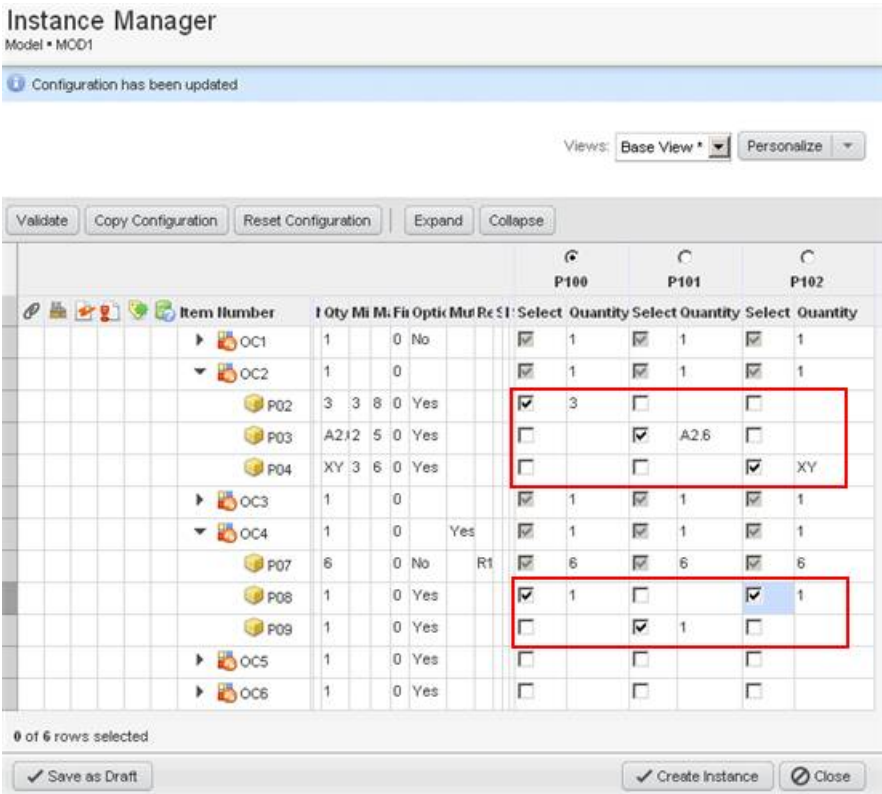 Instance Manager
Model • MOD1
Configuration has been updated
Views: Base View * Personalize
Validate Copy Configuration Reset Configuration Expand Collapse
P100 P101 P102
Item Number Qty Mi Optic Mut Re Select Quantity Select Quantity Select Quantity
OC1 1 0 No 1 1 1
OC2 1 0 1 1 1
P02 3 3 8 0 Yes 3
P03 2 5 0 Yes A2.6
P04 XY 3 6 0 Yes XY
OC3 1 0 1 1 1
OC4 1 0 Yes 1 1 1
P07 6 0 No R1 6 6 6
P08 1 0 Yes 1 1
P09 1 0 Yes 1
OC5 1 0 Yes
OC6 1 0 Yes
0 of 6 rows selected
Save as Draft Create Instance Close